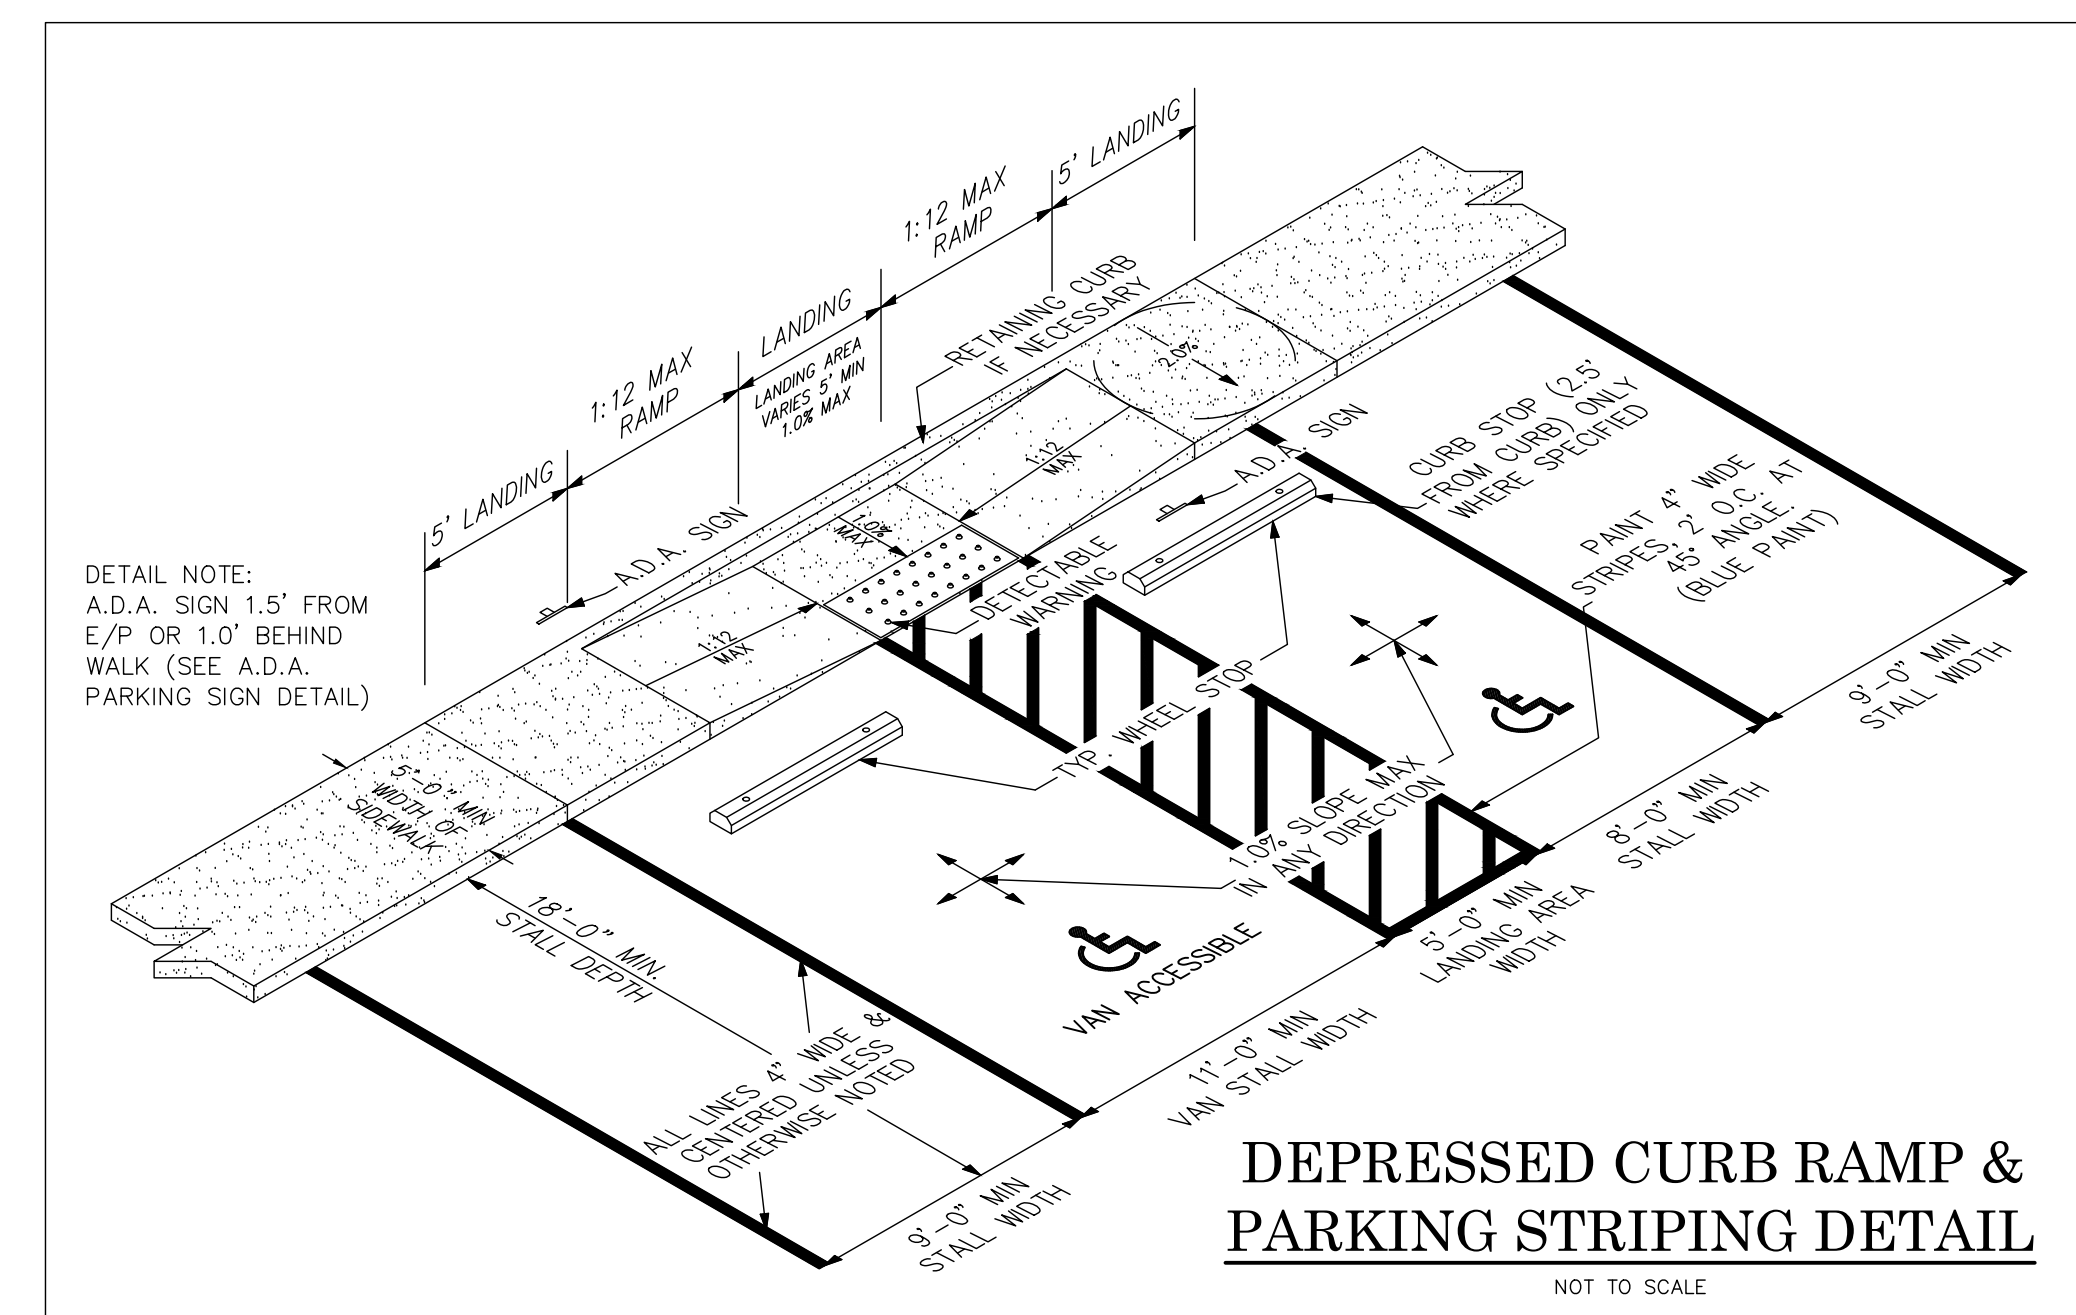 5' LANDING
1:12 MAX
RAMP
LANDING
LANDING AREA
VARIES 5' MIN
1.0% MAX
1:12 MAX
RAMP
5' LANDING
RETAINING CURB
IF NECESSARY
2.0%
1:12
MAX
1.0%
MAX
1:12
MAX
A.D.A. SIGN
A.D.A. SIGN
DETAIL NOTE:
A.D.A. SIGN 1.5' FROM
E/P OR 1.0' BEHIND
WALK (SEE A.D.A.
PARKING SIGN DETAIL)
DETECTABLE
WARNING
CURB STOP (2.5'
FROM CURB) ONLY
WHERE SPECIFIED
PAINT 4" WIDE
STRIPES, 2' O.C. AT
45° ANGLE.
(BLUE PAINT)
TYP. WHEEL STOP
5'-0" MIN
WIDTH OF
SIDEWALK
18'-0" MIN.
STALL DEPTH
1.0% SLOPE MAX
IN ANY DIRECTION
VAN ACCESSIBLE
ALL LINES 4" WIDE &
CENTERED UNLESS
OTHERWISE NOTED
9'-0" MIN
STALL WIDTH
11'-0" MIN
VAN STALL WIDTH
5'-0" MIN
LANDING AREA
WIDTH
8'-0" MIN
STALL WIDTH
9'-0" MIN
STALL WIDTH
DEPRESSED CURB RAMP &
PARKING STRIPING DETAIL
NOT TO SCALE